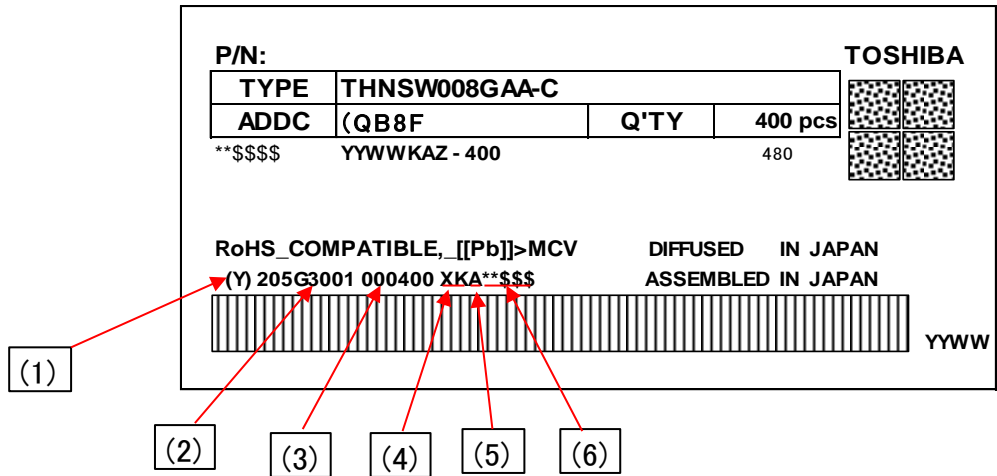 P/N: TOSHIBA
TYPE THNSW008GAA-C
ADDC (QB8F Q'TY 400 pcs
**$$$$ YYWWKAZ - 400 480
RoHS_COMPATIBLE,_[[Pb]]>MCV DIFFUSED IN JAPAN
(Y) 205G3001 000400 XKA**$$$ ASSEMBLED IN JAPAN
YYWW
(1)
(2) (3) (4) (5) (6)